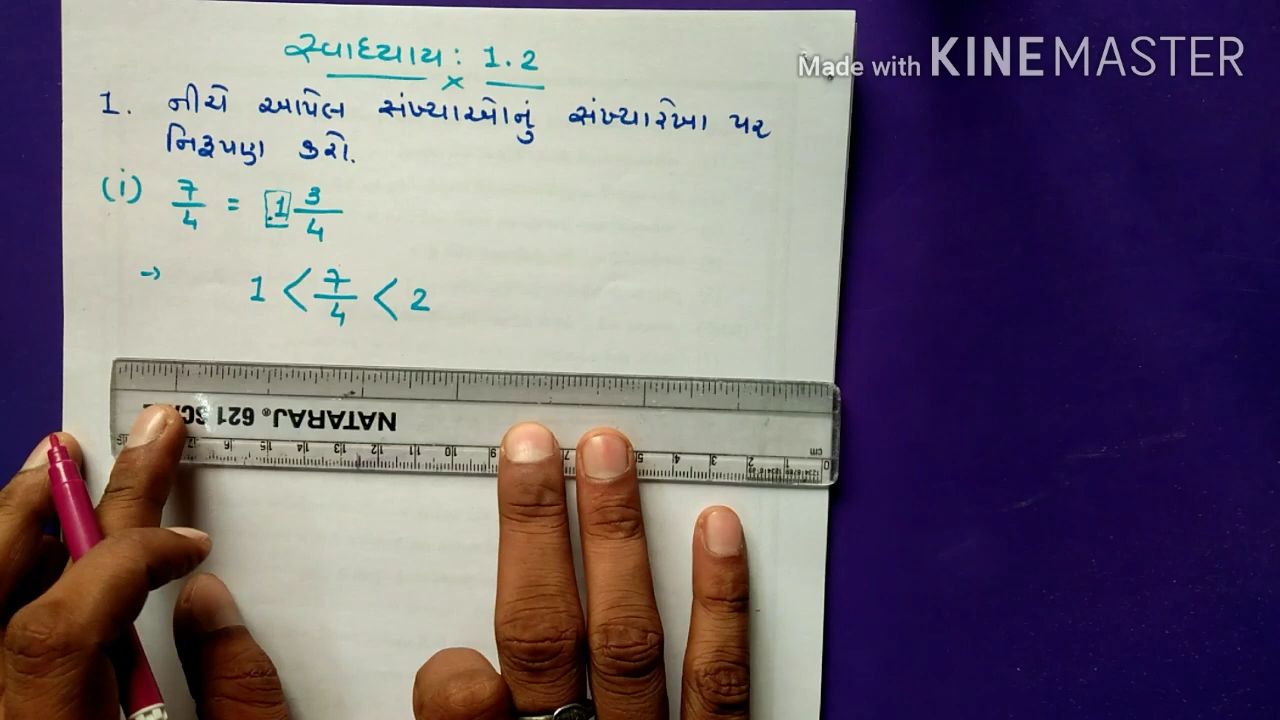 Made with KINEMASTER
સ્વાધ્યાય : 1.2
x
1. નીચે આપેલ સંખ્યાઓનું સંખ્યારેખા પર
નિરૂપણ કરો.
(i) 7/4 = 1 3/4
→ 1 < 7/4 < 2
NATARAJ® 621
cm